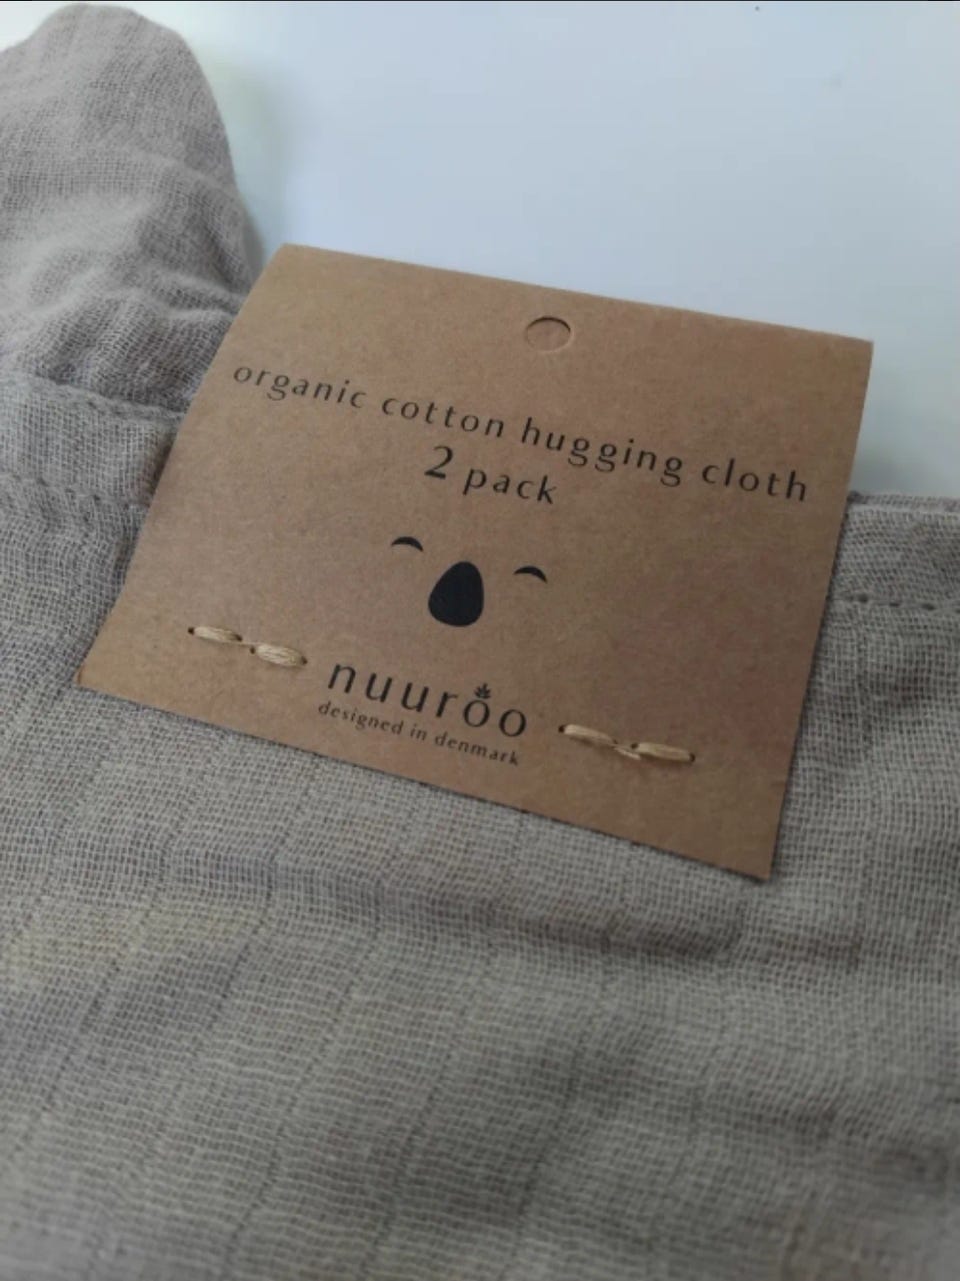 organic cotton hugging cloth
2 pack
nuuroo
designed in denmark